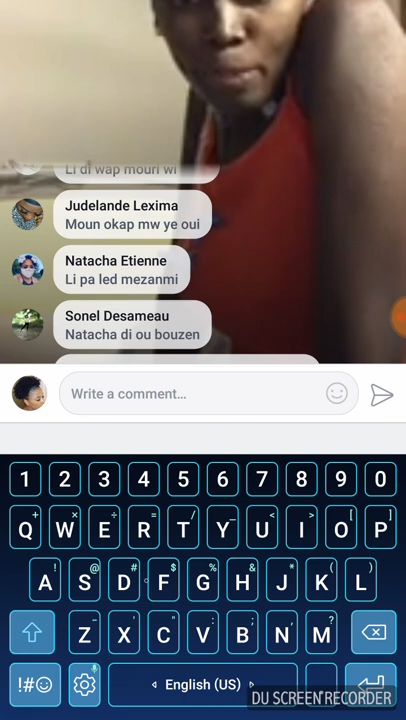 Li di wap mouri wi
Judelande Lexima
Moun okap mw ye oui
Natacha Etienne
Li pa led mezanmi
Sonel Desameau
Natacha di ou bouzen
Write a comment...
1 2 3 4 5 6 7 8 9 0
+ × ÷ = / _ < > [ ]
Q W E R T Y U I O P
! @ # $ % & * ( )
A S D F G H J K L
- ' " : ; , ?
Z X C V B N M
!#☺ English (US)
DU SCREEN RECORDER